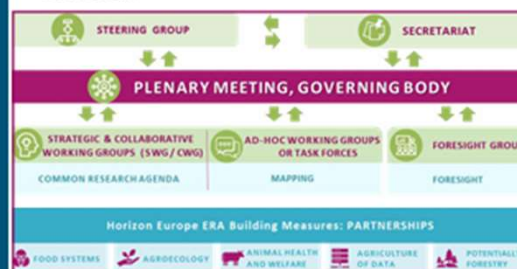 STEERING GROUP
SECRETARIAT
PLENARY MEETING, GOVERNING BODY
STRATEGIC & COLLABORATIVE
WORKING GROUPS (SWG / CWG)
AD-HOC WORKING GROUPS
OR TASK FORCES
FORESIGHT GROU
COMMON RESEARCH AGENDA
MAPPING
FORESIGHT
Horizon Europe ERA Building Measures: PARTNERSHIPS
FOOD SYSTEMS
AGROECOLOGY
ANIMAL HEALTH
AND WELFARE
AGRICULTURE
OF DATA
POTENTIALLY
FORESTRY